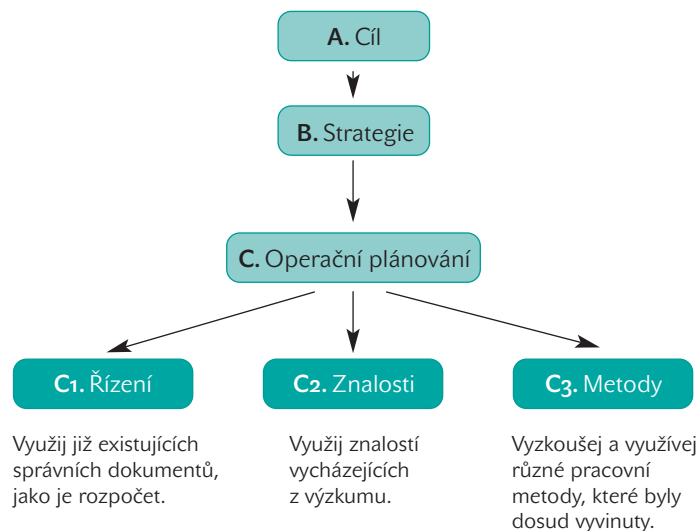 A. Cíl
B. Strategie
C. Operační plánování
C1. Řízení
C2. Znalosti
C3. Metody
Využij již existujících
správních dokumentů,
jako je rozpočet.
Využij znalostí
vycházejících
z výzkumu.
Vyzkoušej a využívej
různé pracovní
metody, které byly
dosud vyvinuty.